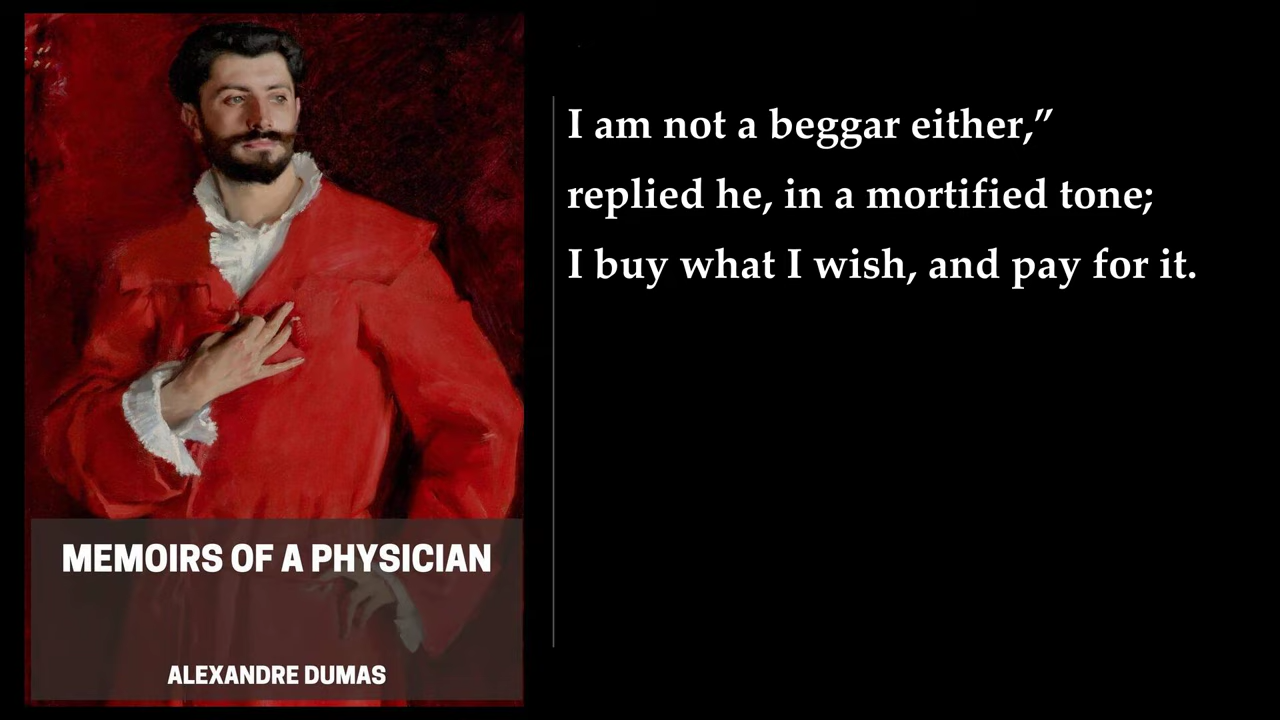 I am not a beggar either,”
replied he, in a mortified tone;
I buy what I wish, and pay for it.
MEMOIRS OF A PHYSICIAN
ALEXANDRE DUMAS